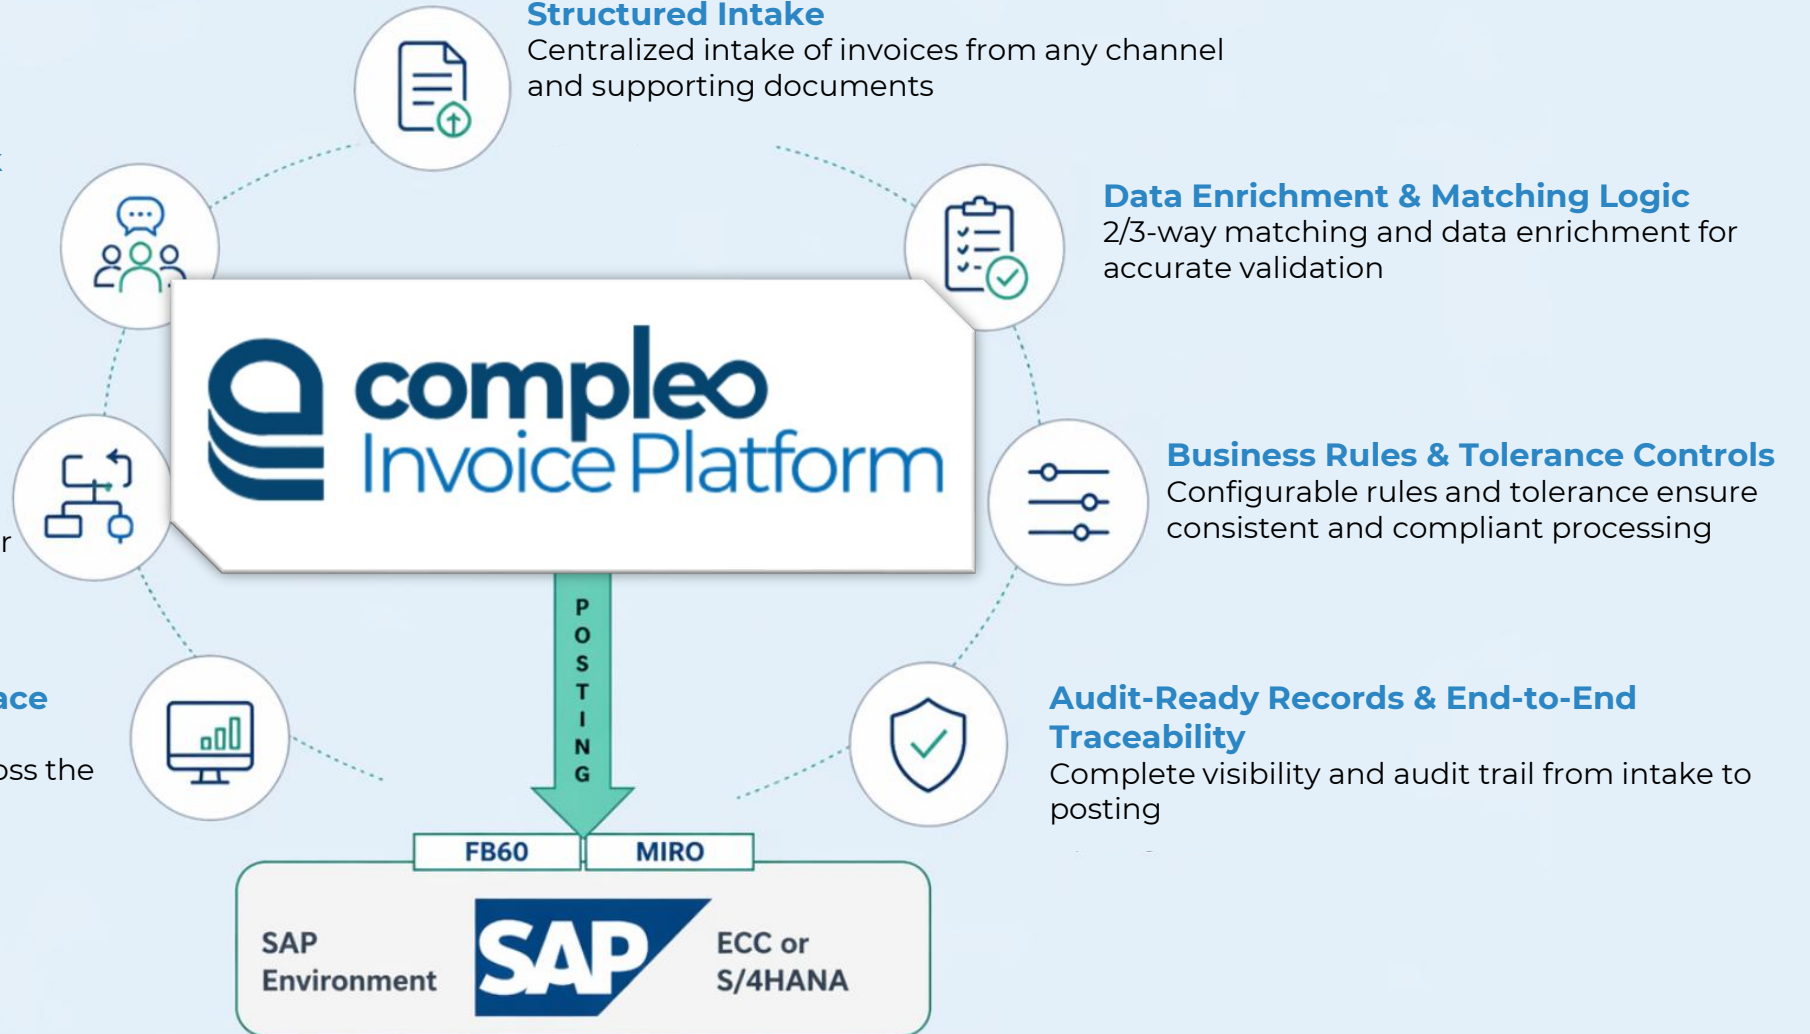 Structured Intake
Centralized intake of invoices from any channel
and supporting documents
Data Enrichment & Matching Logic
2/3-way matching and data enrichment for
accurate validation
compleo
Invoice Platform
Business Rules & Tolerance Controls
Configurable rules and tolerance ensure
consistent and compliant processing
POSTING
Audit-Ready Records & End-to-End
Traceability
Complete visibility and audit trail from intake to
posting
oss the
FB60
MIRO
SAP
Environment
SAP
ECC or
S/4HANA